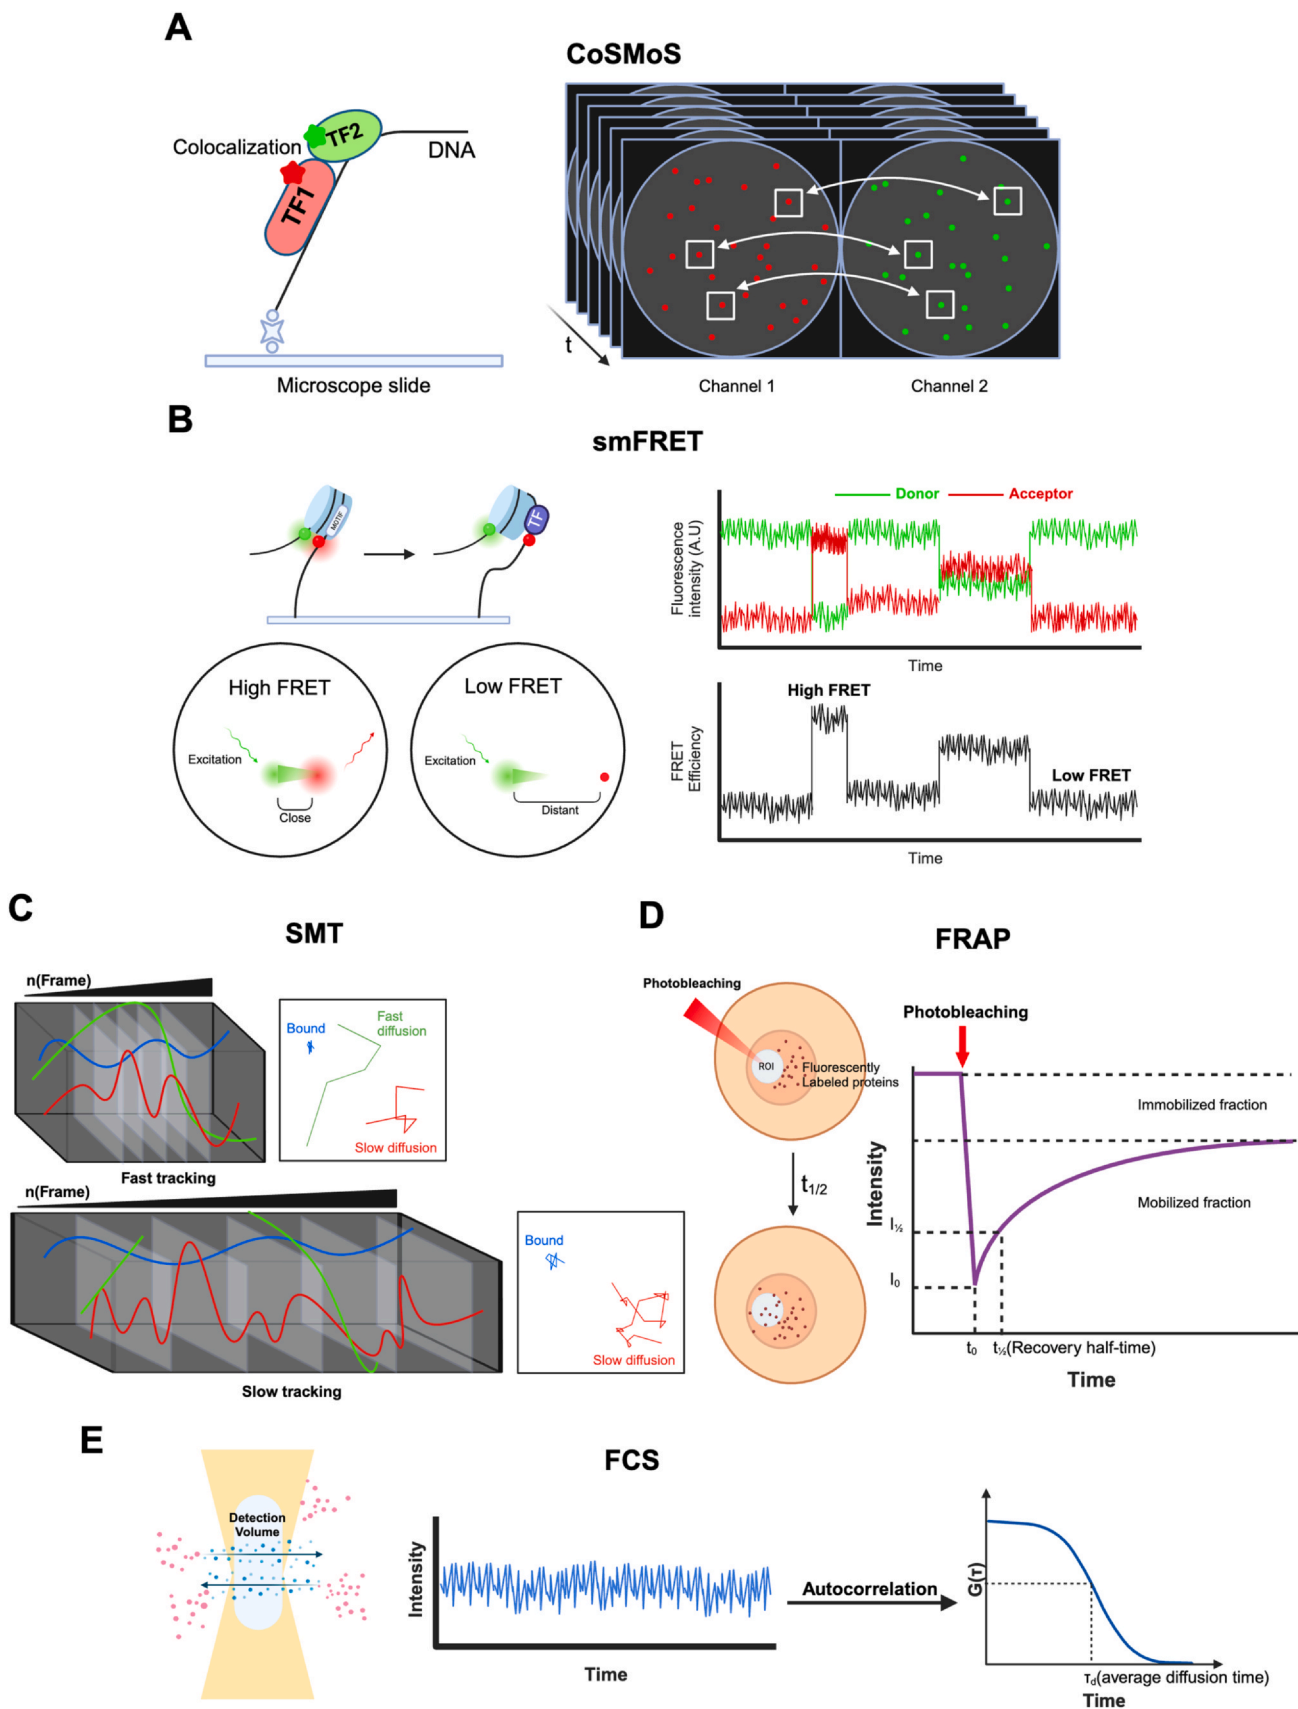 A
CoSMoS
Colocalization
TF2
DNA
TF1
t
Microscope slide
Channel 1
Channel 2
B
smFRET
MOTIF
TF
Donor
Acceptor
Fluorescence
intensity (A.U)
Time
High FRET
Excitation
Close
Low FRET
Excitation
Distant
High FRET
FRET
Efficiency
Low FRET
Time
C
SMT
n(Frame)
Bound
Fast
diffusion
Slow diffusion
Fast tracking
n(Frame)
Bound
Slow diffusion
Slow tracking
D
FRAP
Photobleaching
ROI
Fluorescently
Labeled proteins
t1/2
Photobleaching
Immobilized fraction
Mobilized fraction
Intensity
I½
I0
t0
t½(Recovery half-time)
Time
E
FCS
Detection
Volume
Intensity
Time
Autocorrelation
G(τ)
τd(average diffusion time)
Time